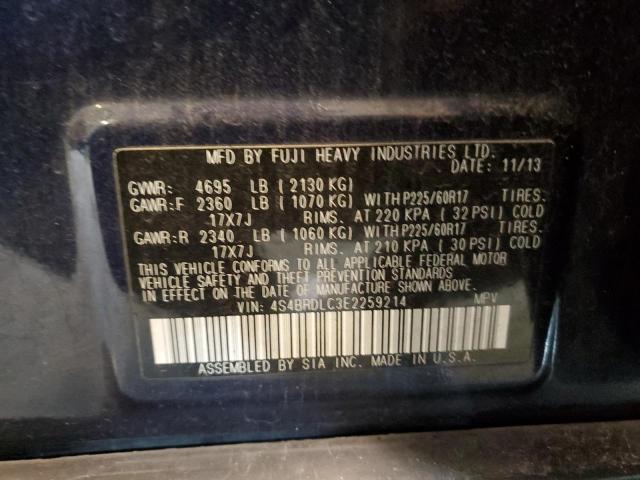 MFD BY FUJI HEAVY INDUSTRIES LTD.
DATE: 11/13
GVWR: 4695 LB (2130 KG)
GAWR:F 2360 LB (1070 KG) WITH P225/60R17 TIRES.
17X7J RIMS. AT 220 KPA (32 PSI) COLD
GAWR:R 2340 LB (1060 KG) WITH P225/60R17 TIRES.
17X7J RIMS. AT 210 KPA (30 PSI) COLD
THIS VEHICLE CONFORMS TO ALL APPLICABLE FEDERAL MOTOR
VEHICLE SAFETY AND THEFT PREVENTION STANDARDS
IN EFFECT ON THE DATE OF MANUFACTURE SHOWN ABOVE.
VIN: 4S4BRDLC3E2259214 MPV
ASSEMBLED BY SIA INC. MADE IN U.S.A.